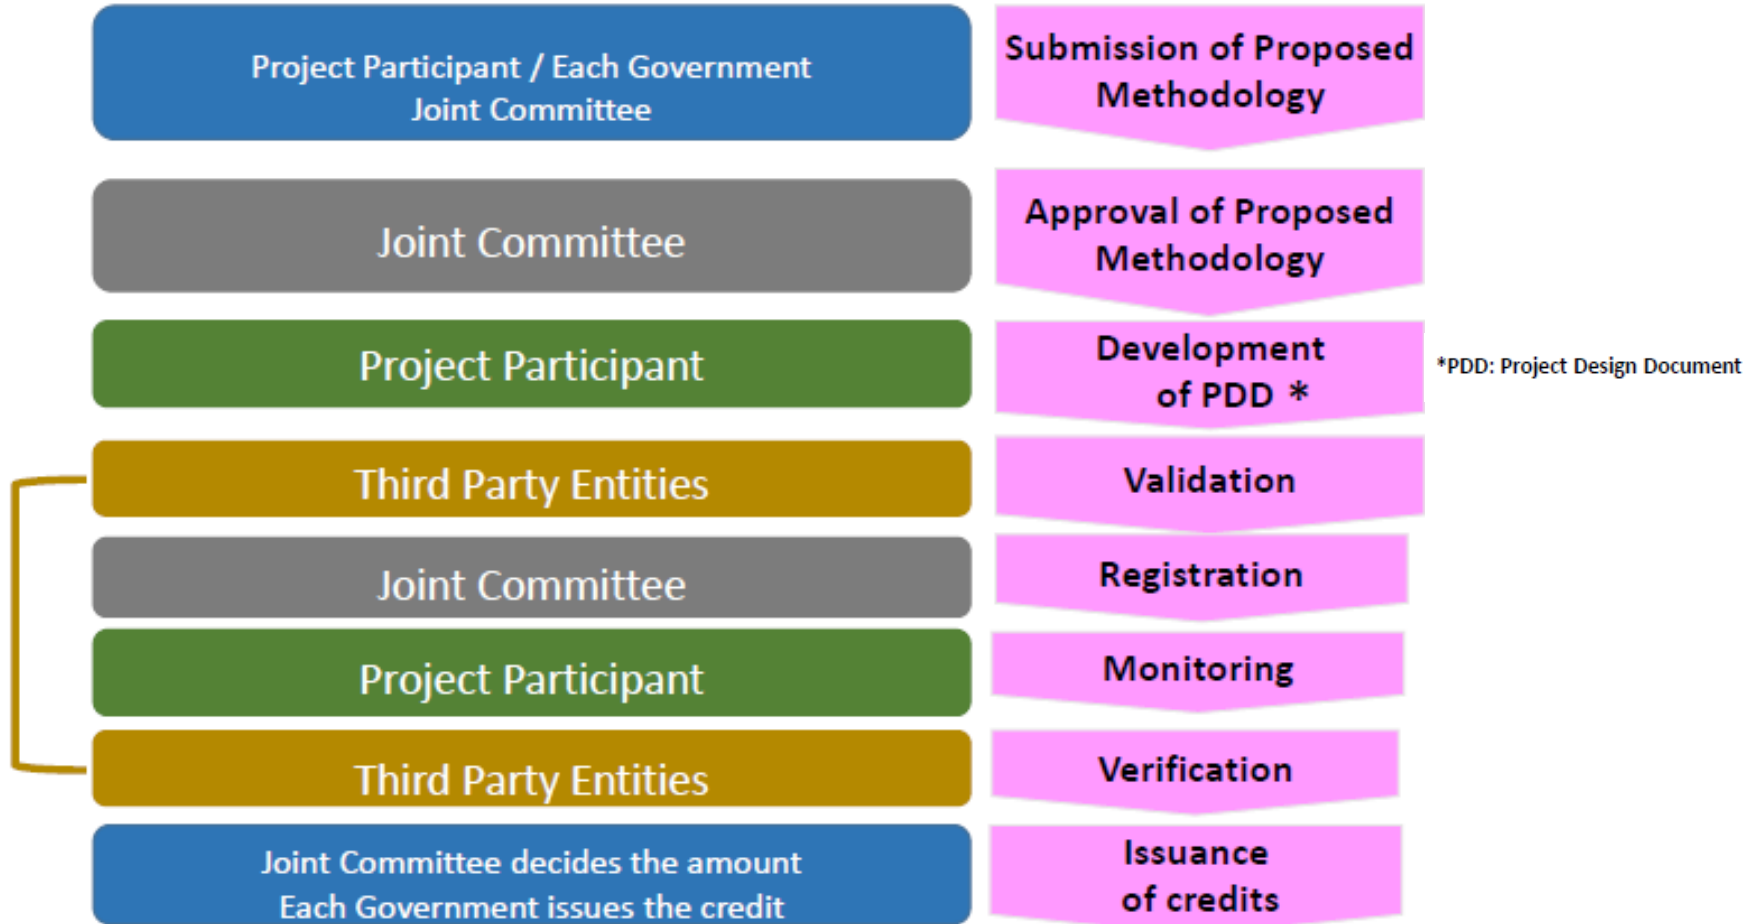 Project Participant / Each Government
Joint Committee
Submission of Proposed
Methodology
Joint Committee
Approval of Proposed
Methodology
Project Participant
Development
of PDD *
*PDD: Project Design Document
Third Party Entities
Validation
Joint Committee
Registration
Project Participant
Monitoring
Third Party Entities
Verification
Joint Committee decides the amount
Each Government issues the credit
Issuance
of credits